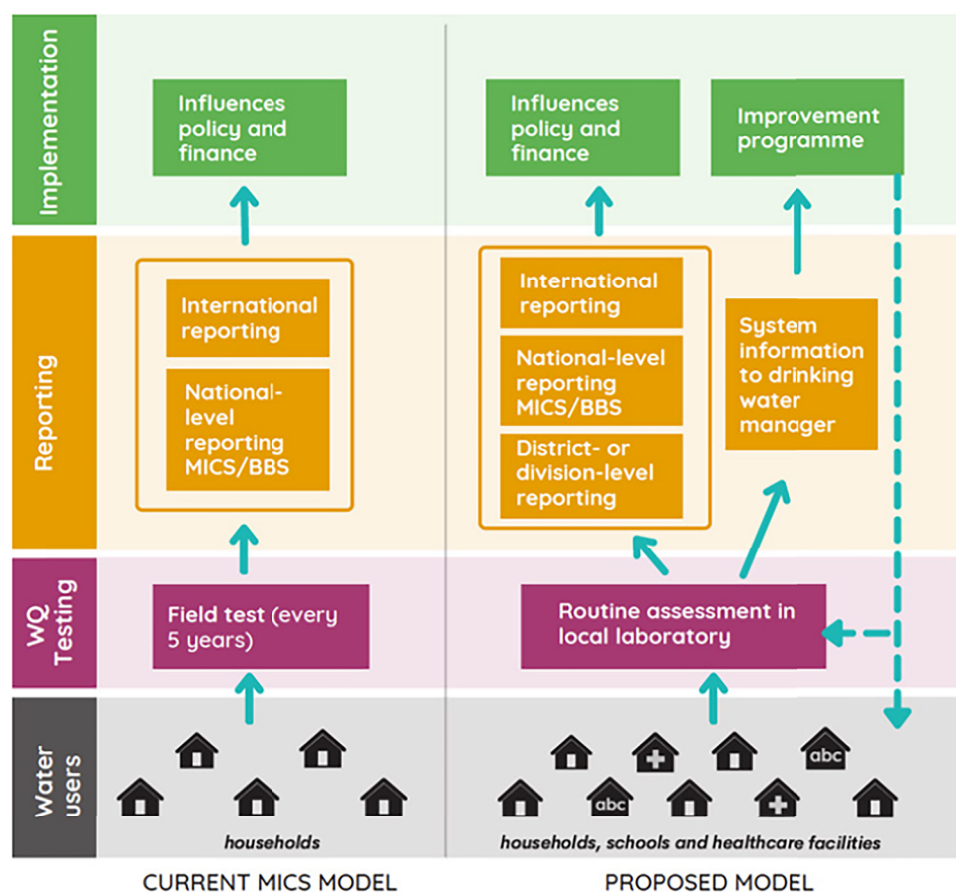 Implementation
Influences
policy and
finance
Influences
policy and
finance
Improvement
programme
Reporting
International
reporting
National-
level
reporting
MICS/BBS
International
reporting
National-level
reporting
MICS/BBS
District- or
division-level
reporting
System
information
to drinking
water
manager
WQ
Testing
Field test (every
5 years)
Routine assessment in
local laboratory
Water
users
abc
abc
households
households, schools and healthcare facilities
CURRENT MICS MODEL
PROPOSED MODEL